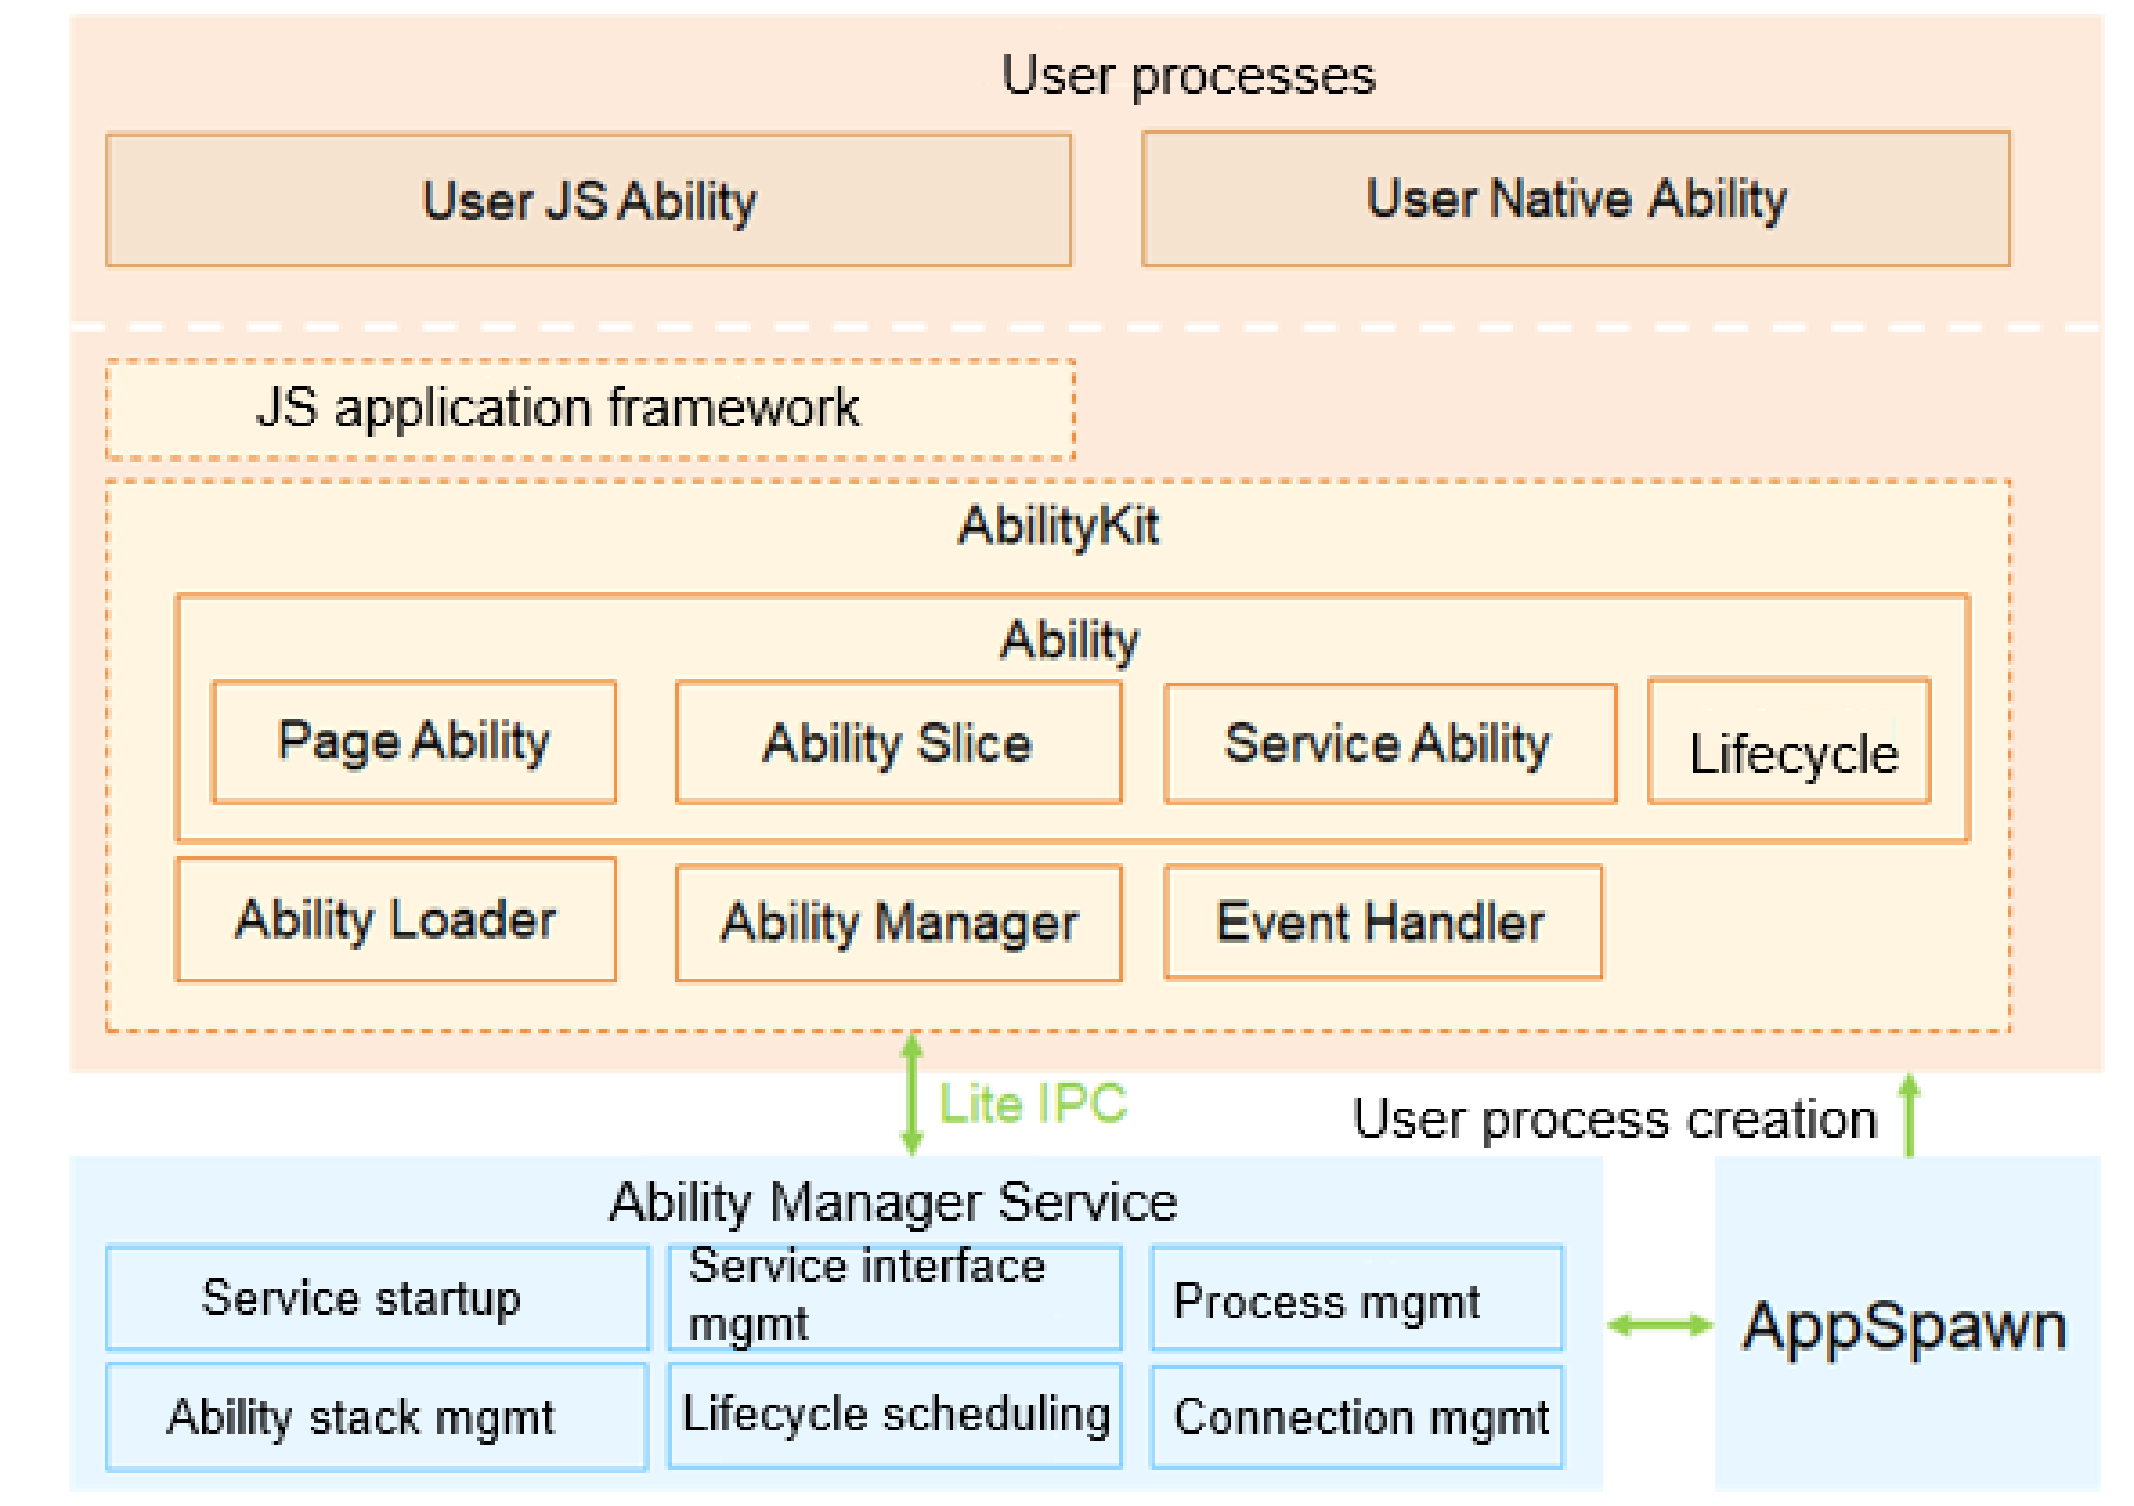 User processes
User JS Ability
User Native Ability
JS application framework
AbilityKit
Ability
Page Ability
Ability Slice
Service Ability
Lifecycle
Ability Loader
Ability Manager
Event Handler
Lite IPC
User process creation
Ability Manager Service
Service startup
Service interface
mgmt
Process mgmt
Ability stack mgmt
Lifecycle scheduling
Connection mgmt
AppSpawn